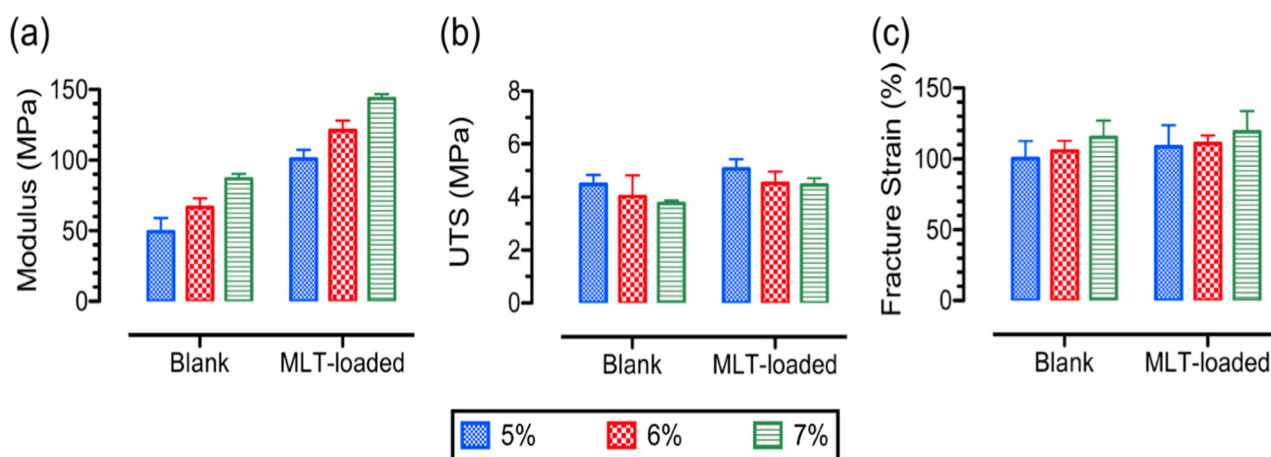 (a)
Modulus (MPa)
150
100
50
0
Blank MLT-loaded
(b)
UTS (MPa)
8
6
4
2
0
Blank MLT-loaded
(c)
Fracture Strain (%)
150
100
50
0
Blank MLT-loaded
5% 6% 7%